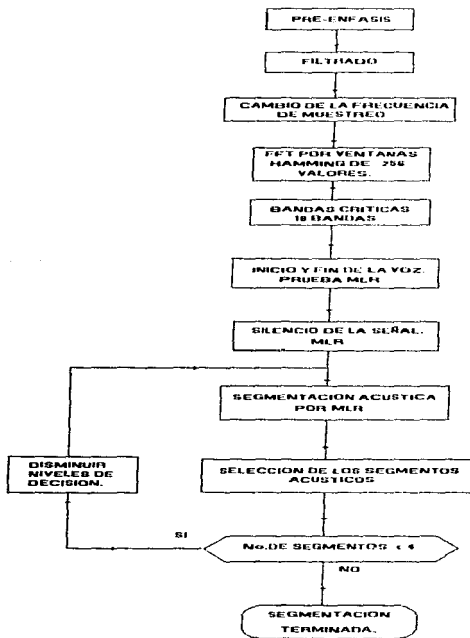 PRE-ENFASIS
FILTRADO
CAMBIO DE LA FRECUENCIA
DE MUESTREO
FFT POR VENTANAS
HAMMING DE 256
VALORES.
BANDAS CRITICAS
18 BANDAS
INICIO Y FIN DE LA VOZ.
PRUEBA MLR
SILENCIO DE LA SEÑAL.
MLR
SEGMENTACION ACUSTICA
POR MLR
DISMINUIR
NIVELES DE
DECISION.
SELECCION DE LOS SEGMENTOS
ACUSTICOS
SI
No.DE SEGMENTOS < 4
NO
SEGMENTACION
TERMINADA.